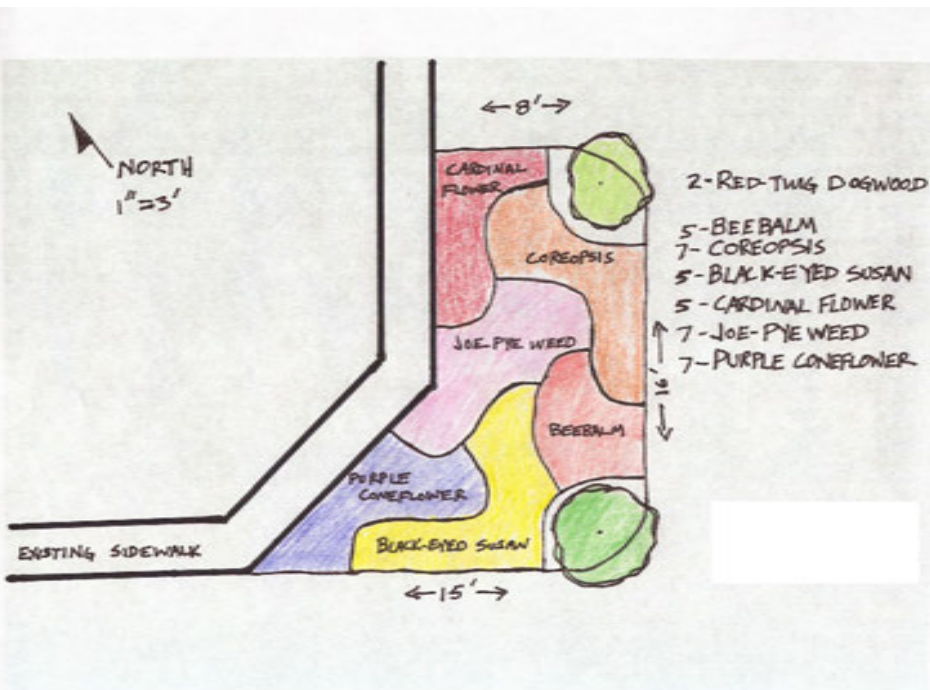 ← 8' →
NORTH
1"=3'
CARDINAL
FLOWER
COREOPSIS
JOE-PYE WEED
BEEBALM
PURPLE
CONEFLOWER
BLACK-EYED SUSAN
EXISTING SIDEWALK
← 16' →
← 15' →
2-RED-TWIG DOGWOOD
5-BEEBALM
7-COREOPSIS
5-BLACK-EYED SUSAN
5-CARDINAL FLOWER
7-JOE-PYE WEED
7-PURPLE CONEFLOWER